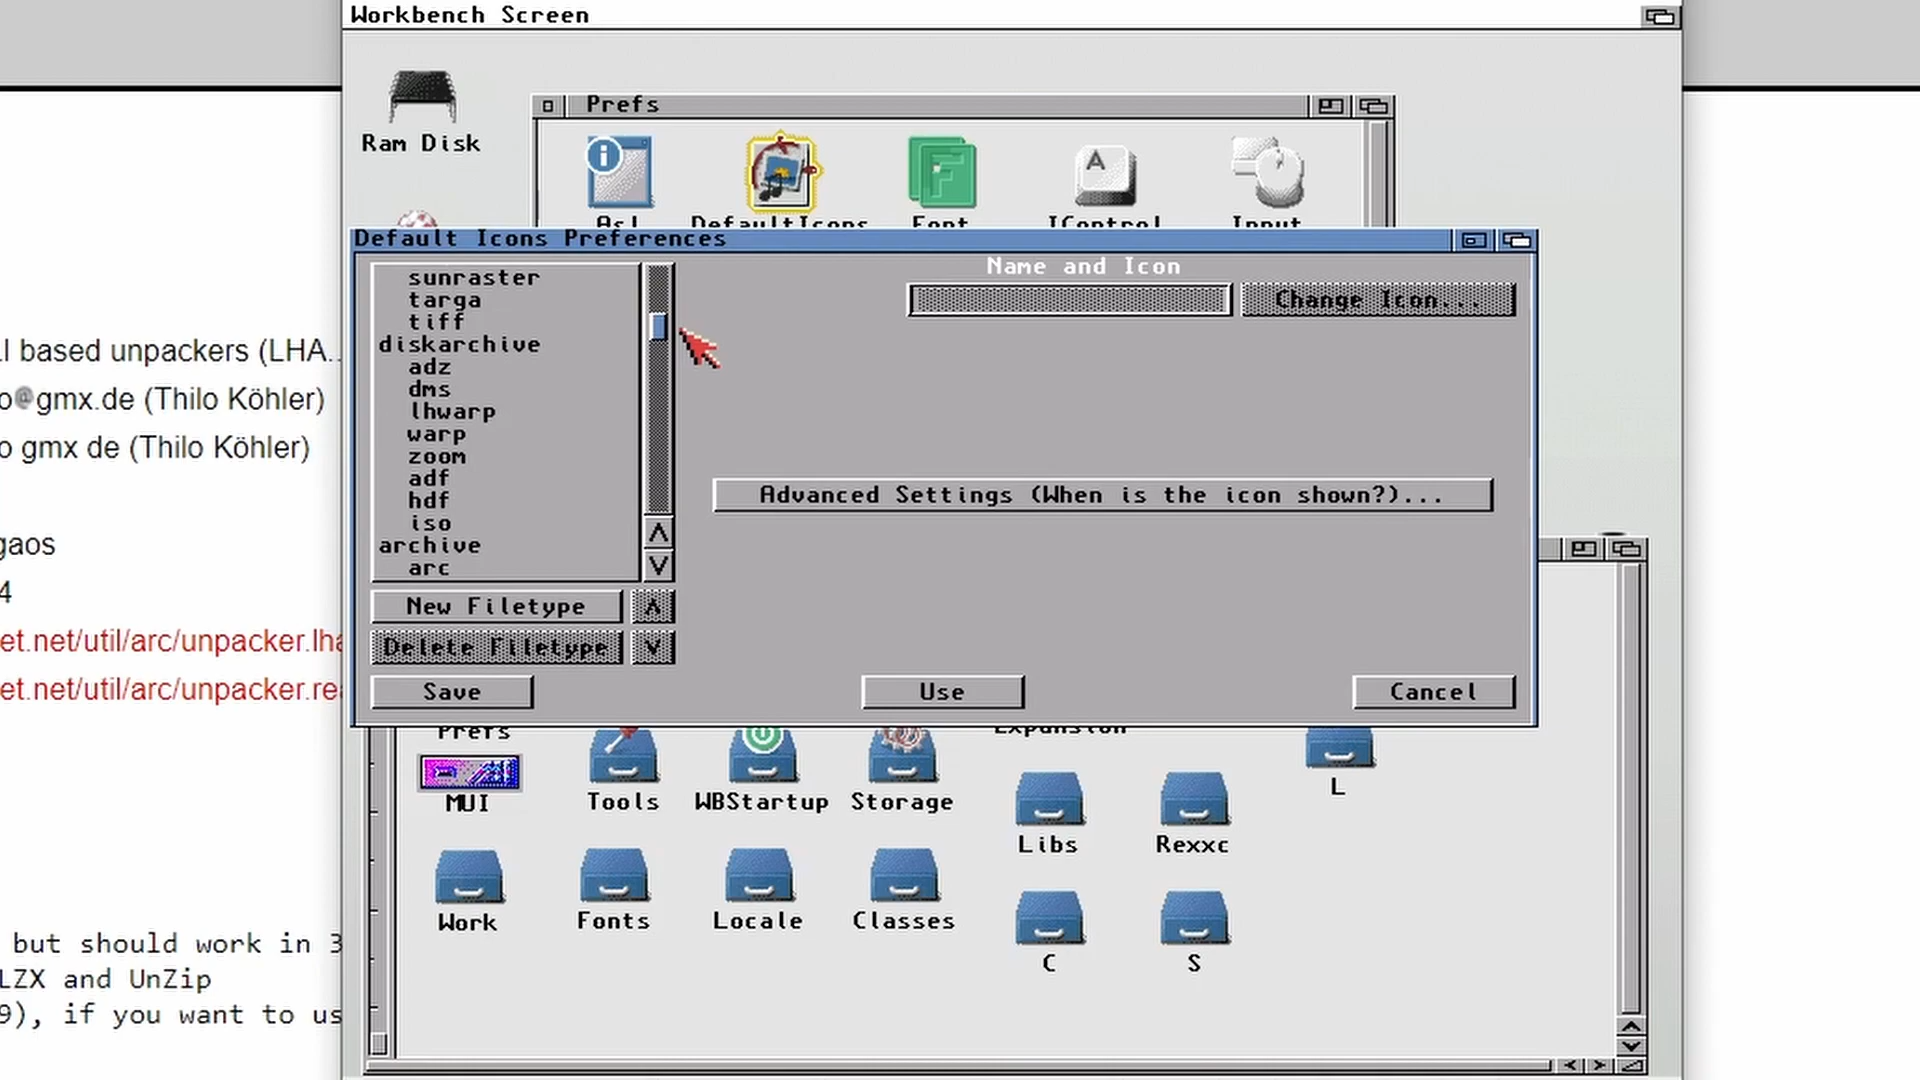 Workbench Screen
Ram Disk
Prefs
DefaultIcons
Font
IControl
Input
Default Icons Preferences
sunraster
targa
tiff
diskarchive
adz
dms
lhwarp
warp
zoom
adf
hdf
iso
archive
arc
New Filetype
Delete Filetype
Save
Name and Icon
Change Icon...
Advanced Settings (When is the icon shown?)...
Use
Cancel
Prefs
Expansion
MUI
Tools
WBStartup
Storage
L
Libs
Rexxc
Work
Fonts
Locale
Classes
C
S
I based unpackers (LHA..
o@gmx.de (Thilo Köhler)
o gmx de (Thilo Köhler)
gaos
4
et.net/util/arc/unpacker.lha
et.net/util/arc/unpacker.rea
but should work in 3
LZX and UnZip
9), if you want to us